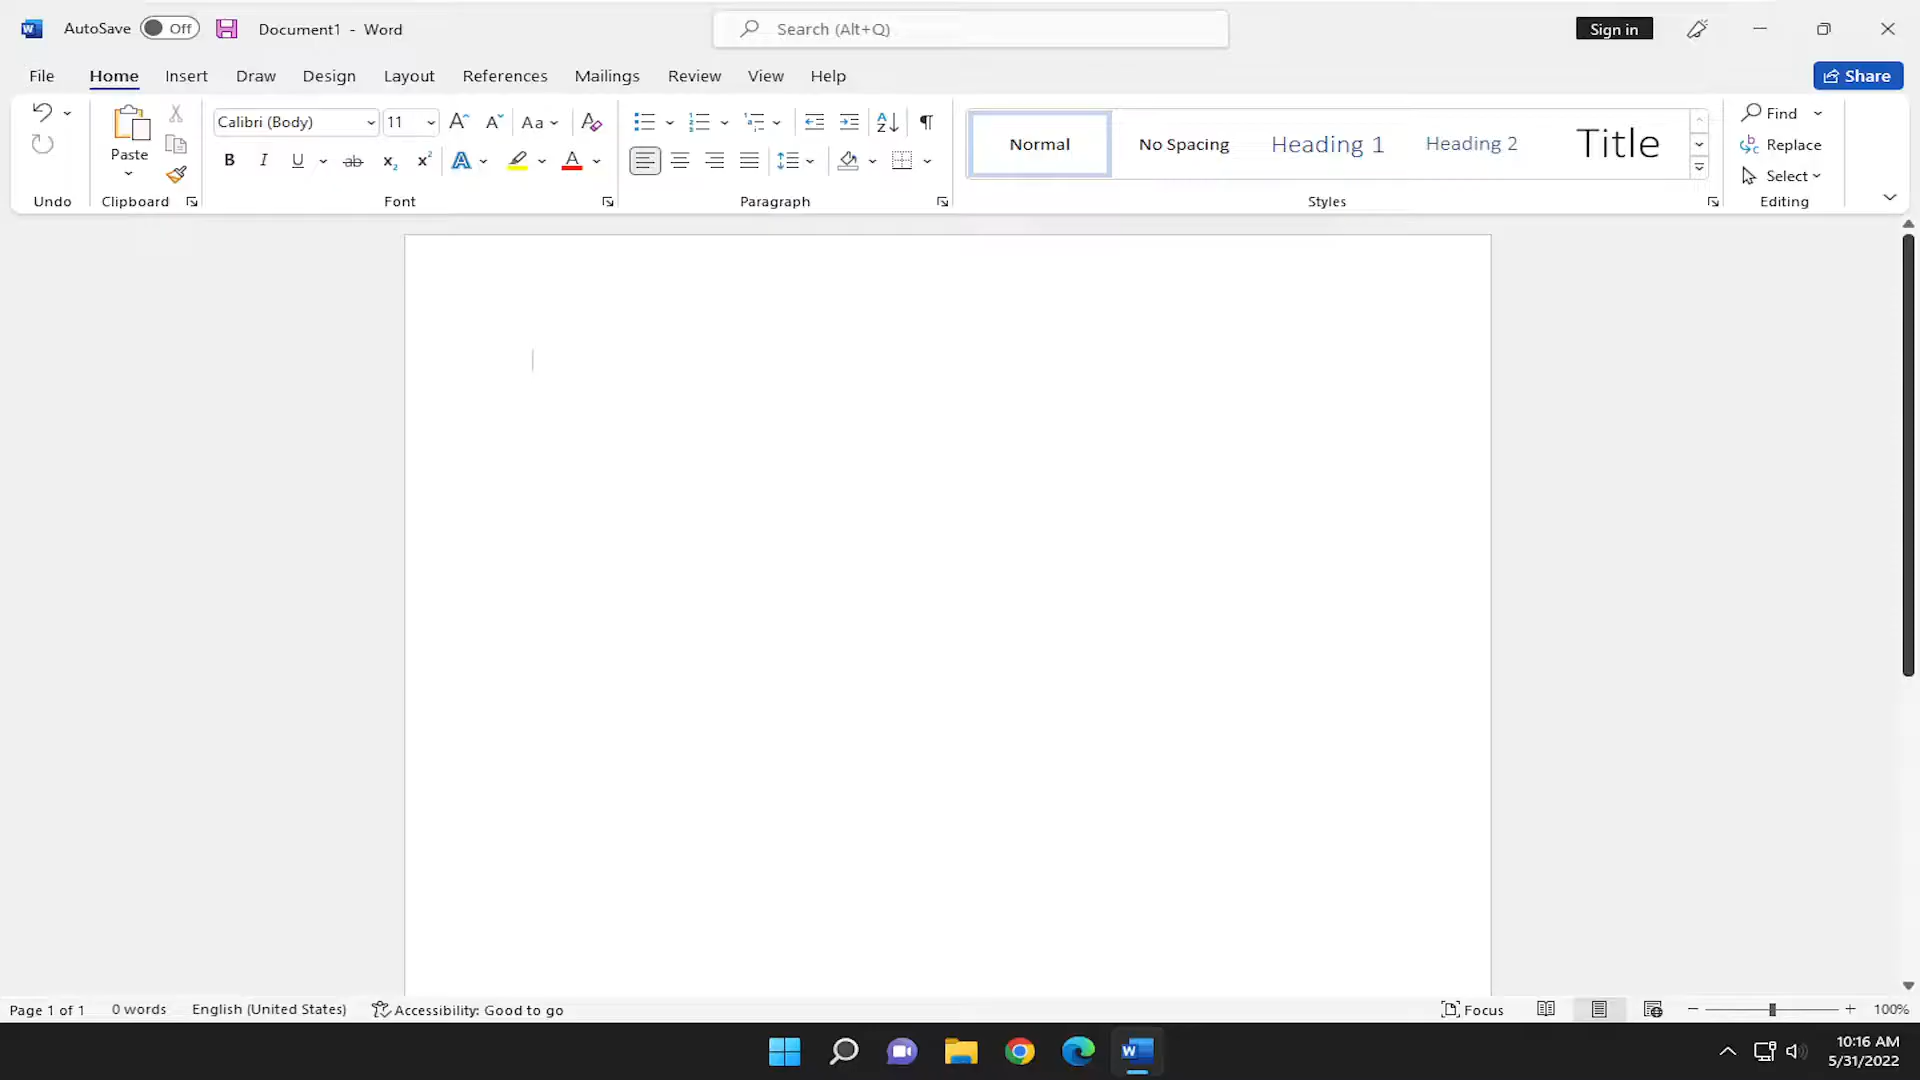 AutoSave Off Document1 - Word Search (Alt+Q) Sign in
File Home Insert Draw Design Layout References Mailings Review View Help Share
Paste
Calibri (Body) 11 Aa
Normal No Spacing Heading 1 Heading 2 Title
Find
Replace
Select
Undo Clipboard Font Paragraph Styles Editing
Page 1 of 1 0 words English (United States) Accessibility: Good to go Focus 100%
10:16 AM
5/31/2022